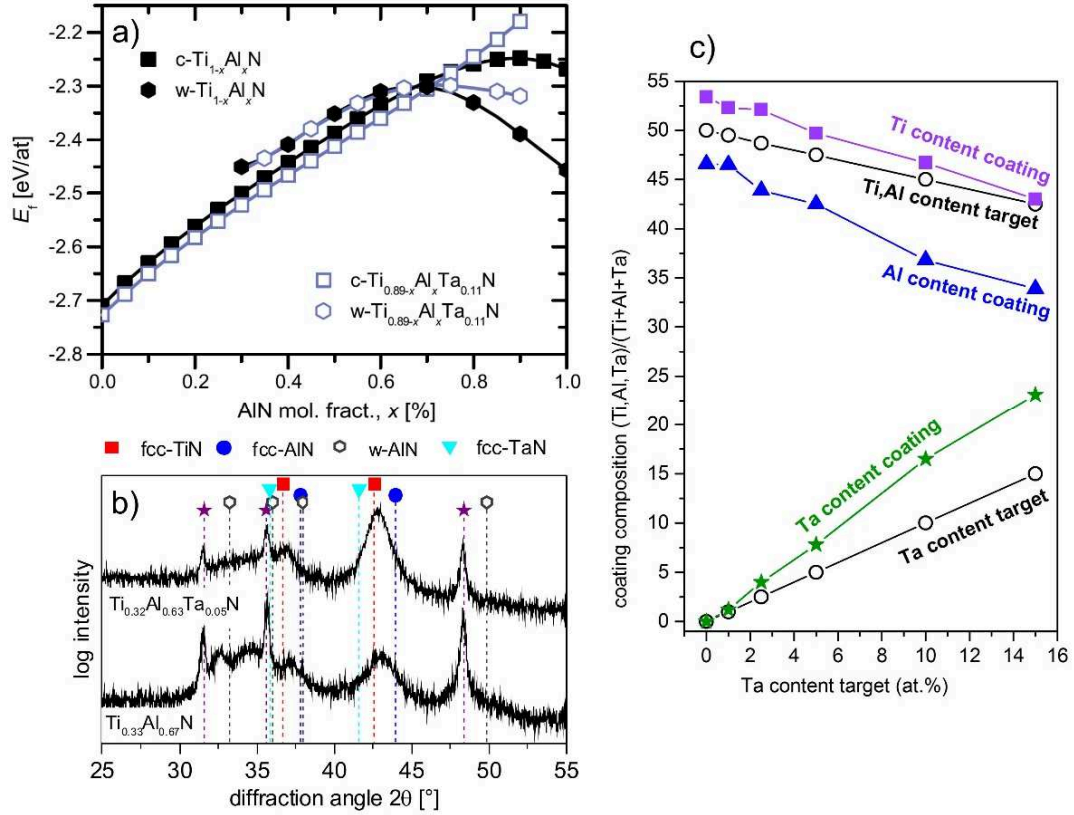 a)
c-Ti1-xAlxN
w-Ti1-xAlxN
c-Ti0.89-xAlxTa0.11N
w-Ti0.89-xAlxTa0.11N
Ef [eV/at]
-2.2
-2.3
-2.4
-2.5
-2.6
-2.7
-2.8
0.0 0.2 0.4 0.6 0.8 1.0
AlN mol. fract., x [%]
fcc-TiN fcc-AlN w-AlN fcc-TaN
b)
log intensity
Ti0.32Al0.63Ta0.05N
Ti0.33Al0.67N
25 30 35 40 45 50 55
diffraction angle 2θ [°]
c)
coating composition (Ti,Al,Ta)/(Ti+Al+Ta)
55
50
45
40
35
30
25
20
15
10
5
0
Ti content coating
Ti,Al content target
Al content coating
Ta content coating
Ta content target
0 2 4 6 8 10 12 14 16
Ta content target (at.%)